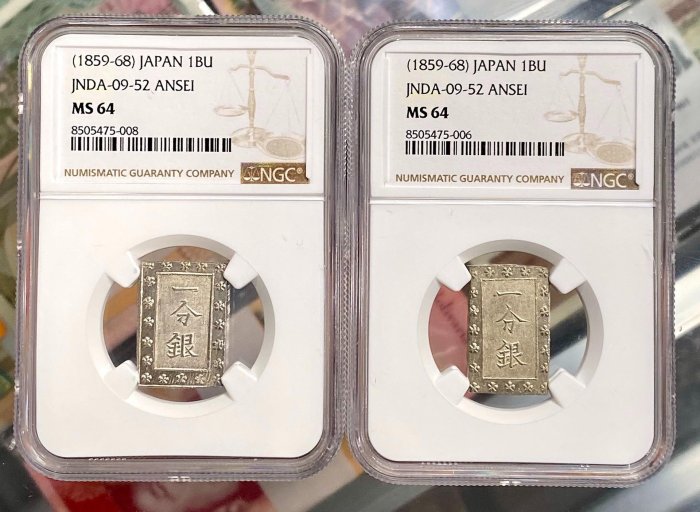 (1859-68) JAPAN 1BU
JNDA-09-52 ANSEI
MS 64
8505475-008
NUMISMATIC GUARANTY COMPANY NGC
一
分
銀
(1859-68) JAPAN 1BU
JNDA-09-52 ANSEI
MS 64
8505475-006
NUMISMATIC GUARANTY COMPANY NGC
一
分
銀